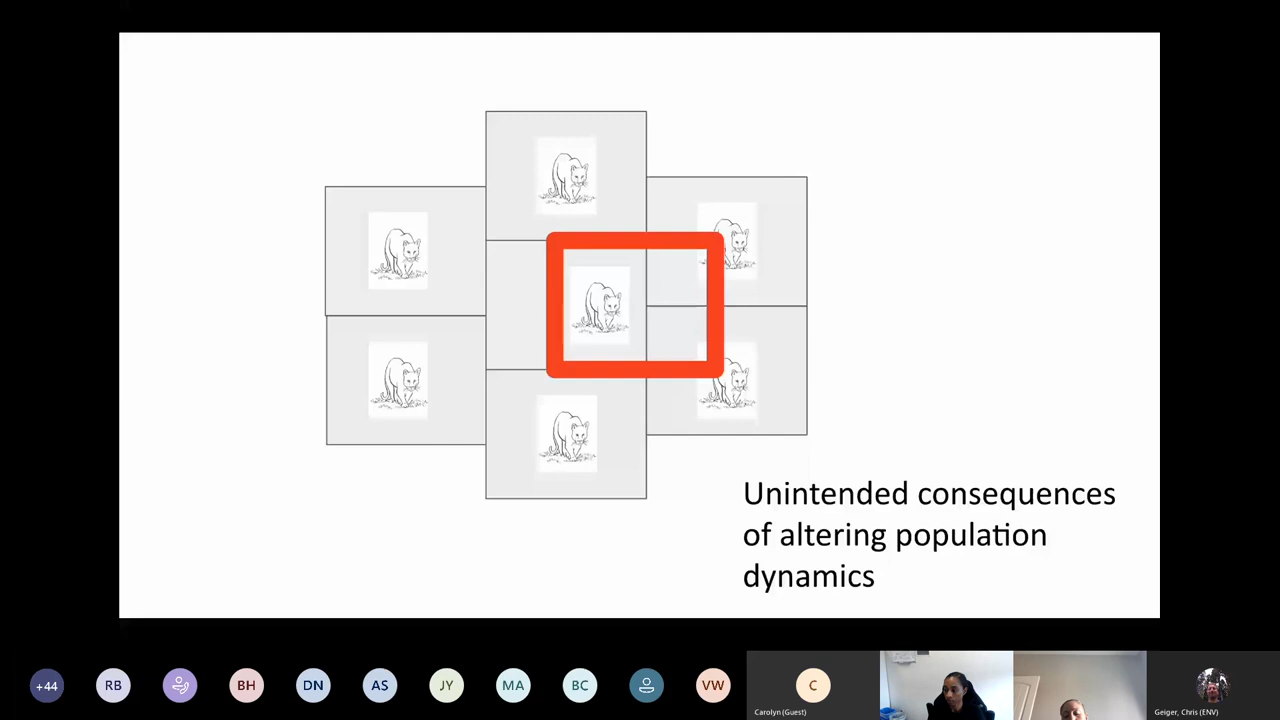 Unintended consequences
of altering population
dynamics
+44
RB
BH
DN
AS
JY
MA
BC
VW
C
Carolyn (Guest)
Geiger, Chris (ENV)